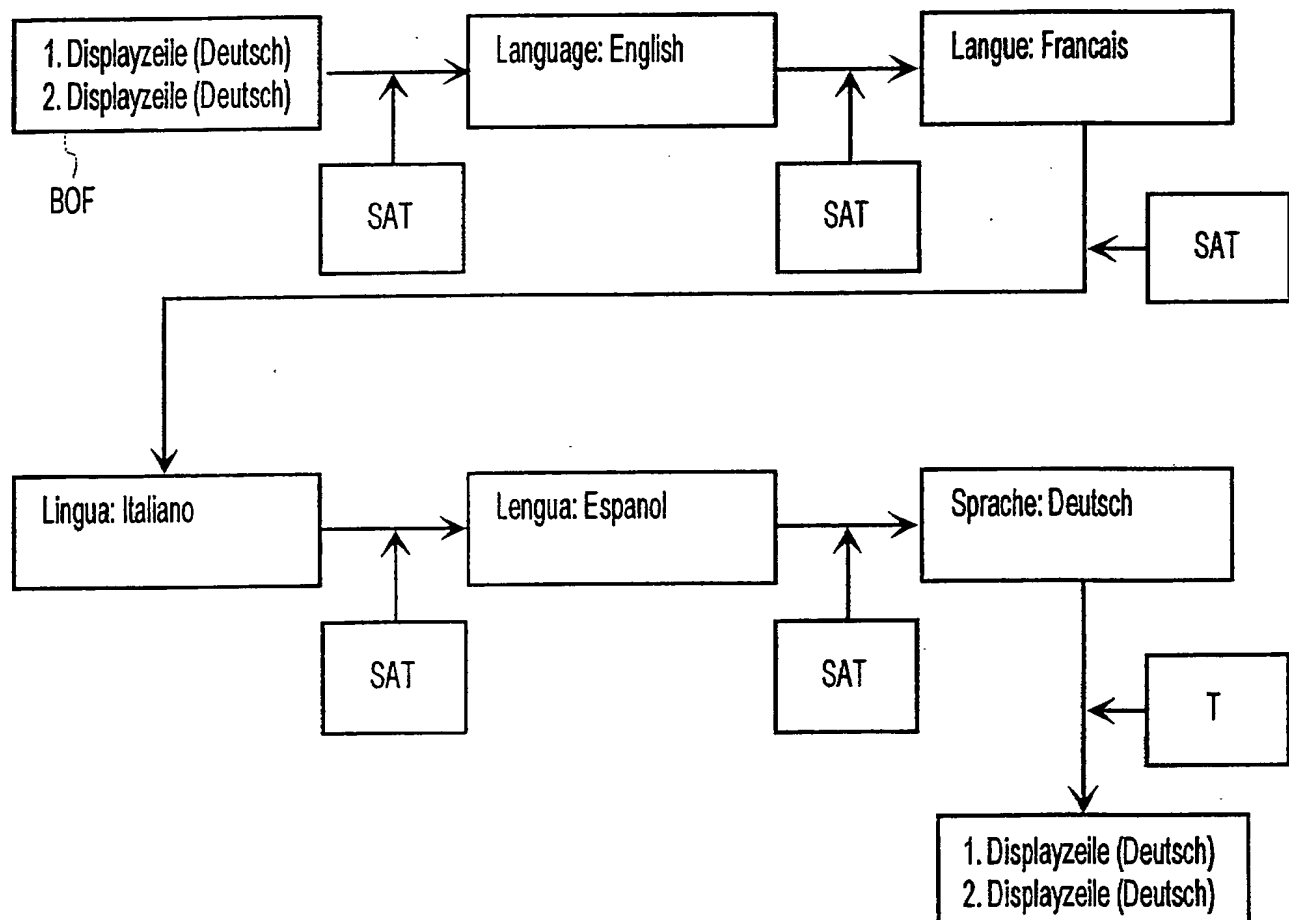 1. Displayzeile (Deutsch)
2. Displayzeile (Deutsch)
BOF
SAT
Language: English
SAT
Langue: Francais
SAT
Lingua: Italiano
SAT
Lengua: Espanol
SAT
Sprache: Deutsch
T
1. Displayzeile (Deutsch)
2. Displayzeile (Deutsch)